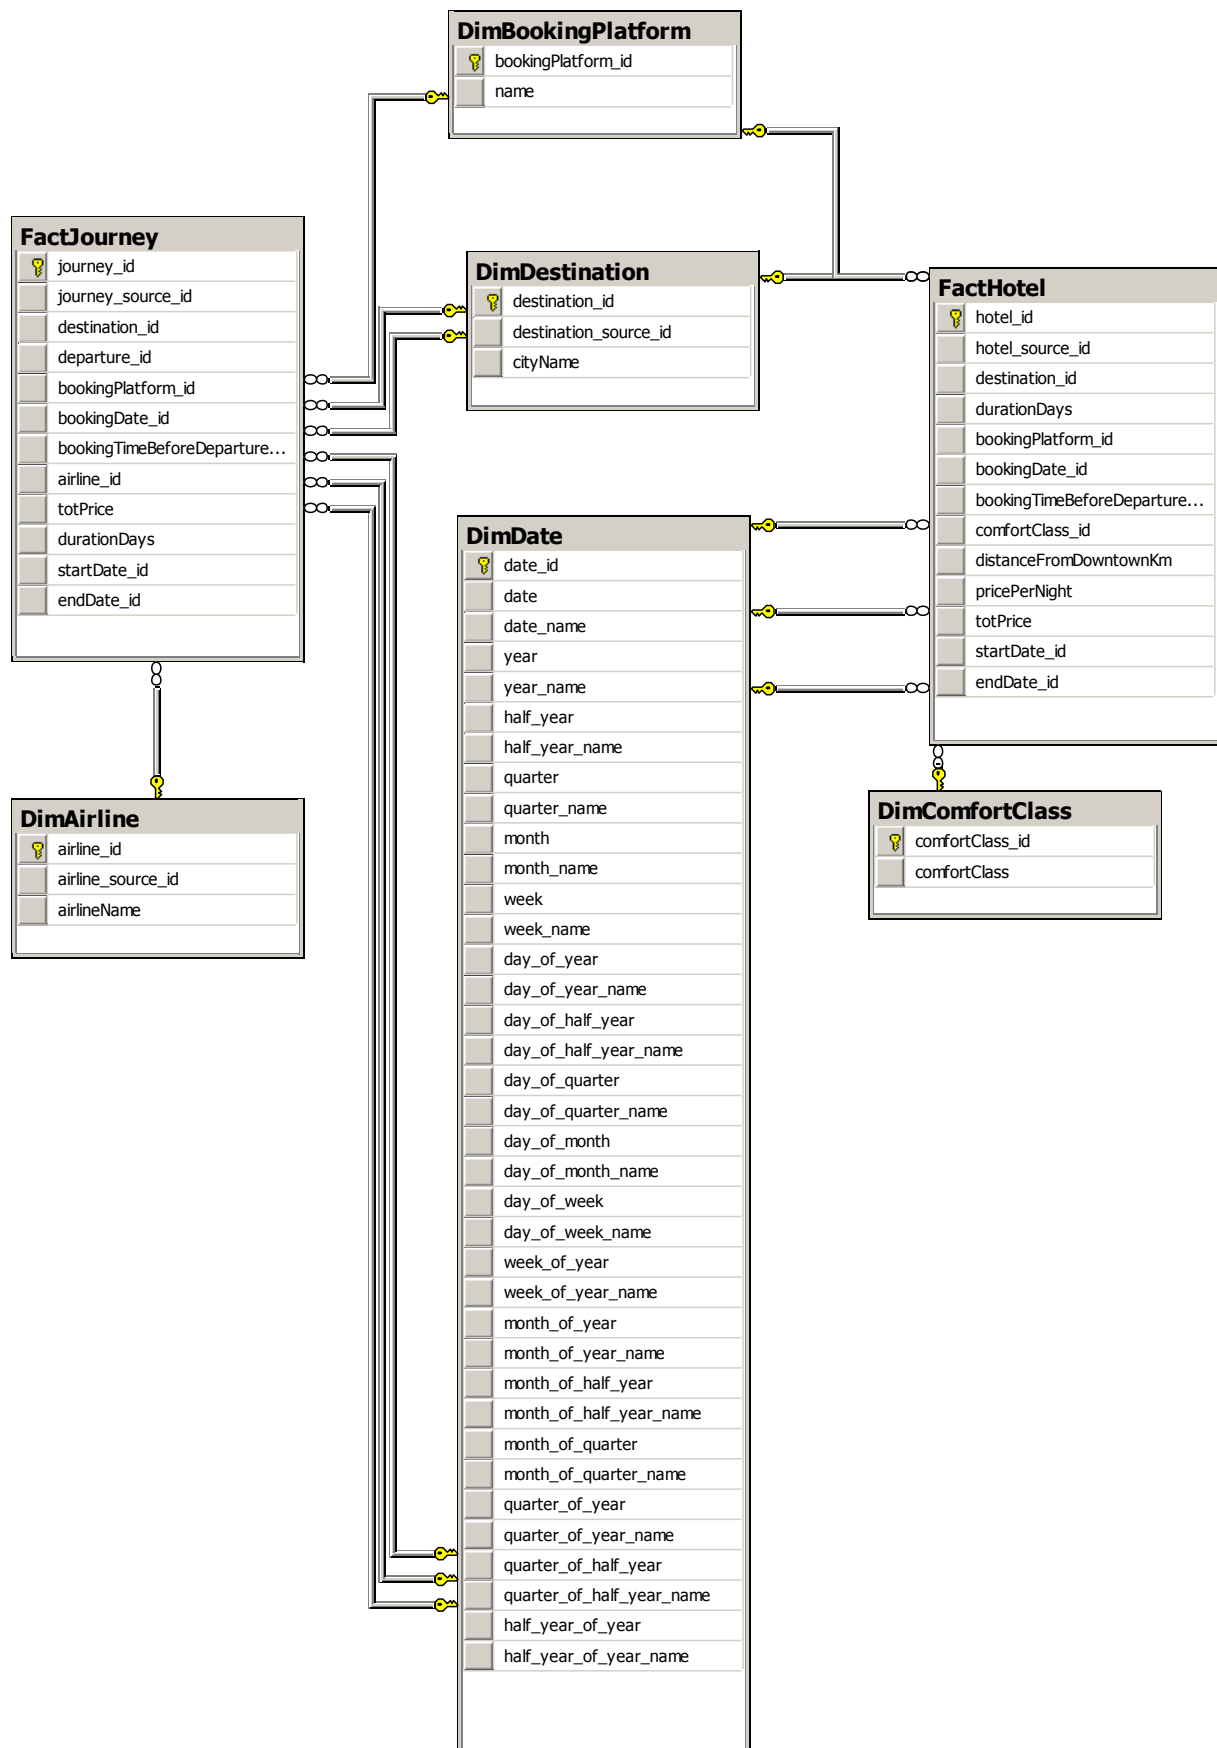 DimBookingPlatform
bookingPlatform_id
name
FactJourney
journey_id
journey_source_id
destination_id
departure_id
bookingPlatform_id
bookingDate_id
bookingTimeBeforeDeparture...
airline_id
totPrice
durationDays
startDate_id
endDate_id
DimDestination
destination_id
destination_source_id
cityName
FactHotel
hotel_id
hotel_source_id
destination_id
durationDays
bookingPlatform_id
bookingDate_id
bookingTimeBeforeDeparture...
comfortClass_id
distanceFromDowntownKm
pricePerNight
totPrice
startDate_id
endDate_id
DimDate
date_id
date
date_name
year
year_name
half_year
half_year_name
quarter
quarter_name
month
month_name
week
week_name
day_of_year
day_of_year_name
day_of_half_year
day_of_half_year_name
day_of_quarter
day_of_quarter_name
day_of_month
day_of_month_name
day_of_week
day_of_week_name
week_of_year
week_of_year_name
month_of_year
month_of_year_name
month_of_half_year
month_of_half_year_name
month_of_quarter
month_of_quarter_name
quarter_of_year
quarter_of_year_name
quarter_of_half_year
quarter_of_half_year_name
half_year_of_year
half_year_of_year_name
DimAirline
airline_id
airline_source_id
airlineName
DimComfortClass
comfortClass_id
comfortClass